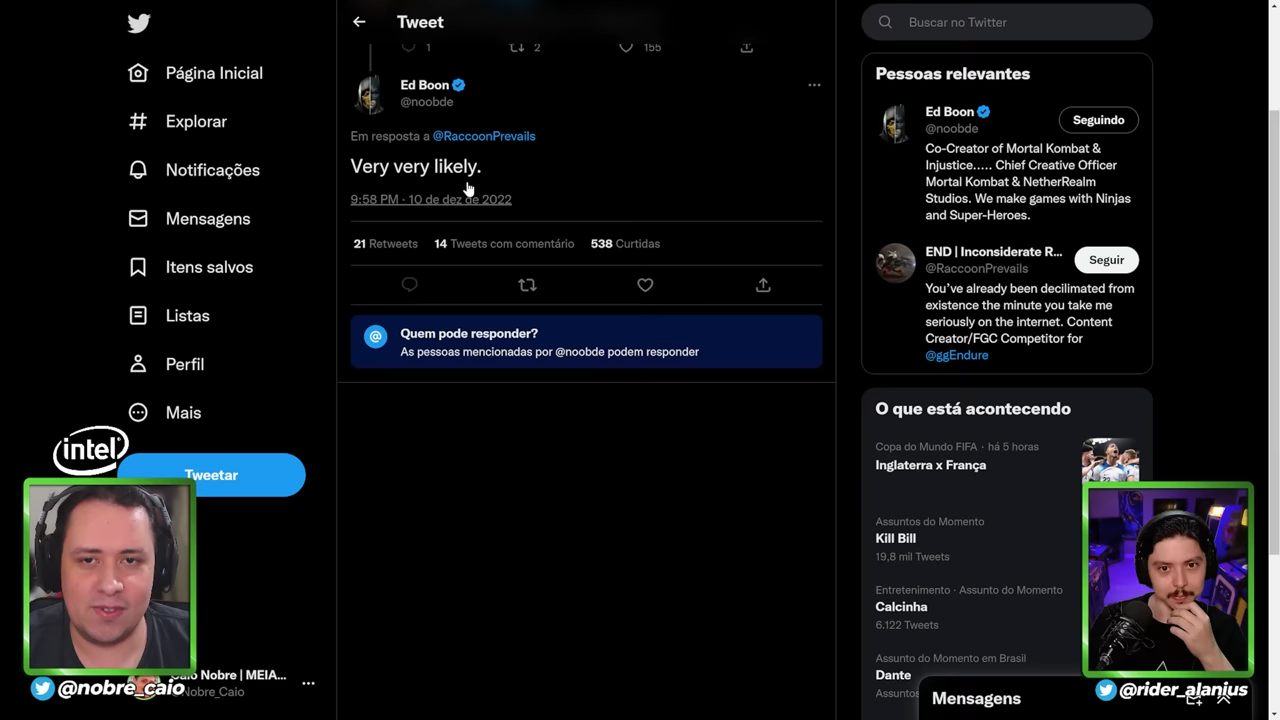 Tweet
Buscar no Twitter
Página Inicial
Explorar
Notificações
Mensagens
Itens salvos
Listas
Perfil
Mais
Tweetar
1
2
155
Ed Boon
@noobde
Em resposta a @RaccoonPrevails
Very very likely.
9:58 PM · 10 de dez de 2022
21 Retweets 14 Tweets com comentário 538 Curtidas
Quem pode responder?
As pessoas mencionadas por @noobde podem responder
Pessoas relevantes
Ed Boon
@noobde
Seguindo
Co-Creator of Mortal Kombat &
Injustice..... Chief Creative Officer
Mortal Kombat & NetherRealm
Studios. We make games with Ninjas
and Super-Heroes.
END | Inconsiderate R...
@RaccoonPrevails
Seguir
You've already been decilimated from
existence the minute you take me
seriously on the internet. Content
Creator/FGC Competitor for
@ggEndure
O que está acontecendo
Copa do Mundo FIFA · há 5 horas
Inglaterra x França
Assuntos do Momento
Kill Bill
19,8 mil Tweets
Entretenimento · Assunto do Momento
Calcinha
6.122 Tweets
Assunto do Momento em Brasil
Dante
Assuntos
Mensagens
intel
Caio Nobre | MEIA...
Nobre_Caio
@nobre_caio
@rider_alanius